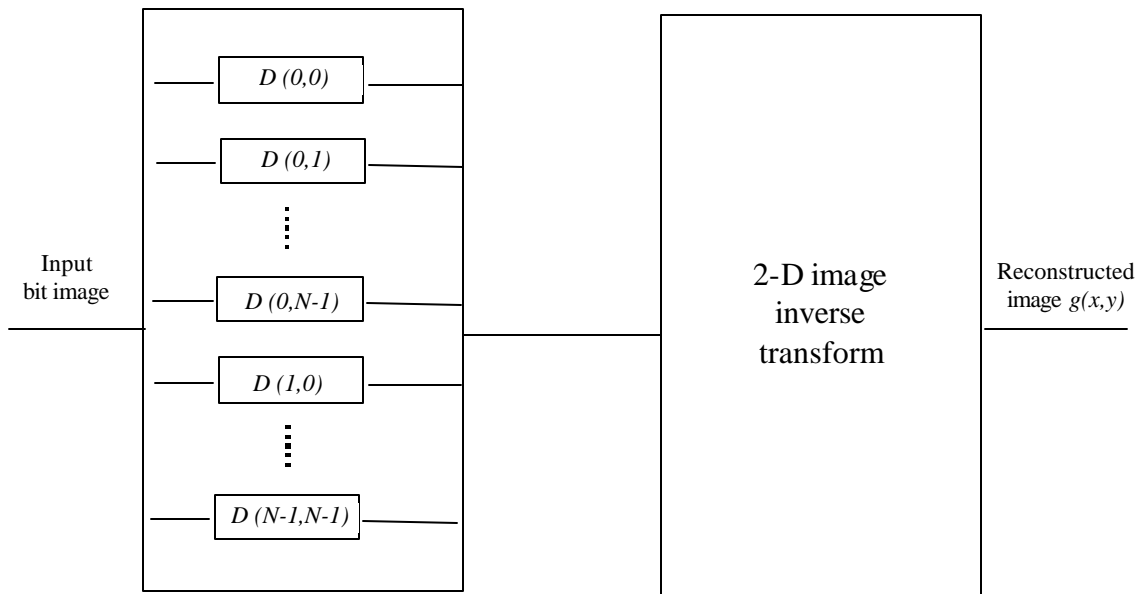 D (0,0)
D (0,1)
Input
bit image
D (0,N-1)
D (1,0)
D (N-1,N-1)
2-D image
inverse
transform
Reconstructed
image g(x,y)